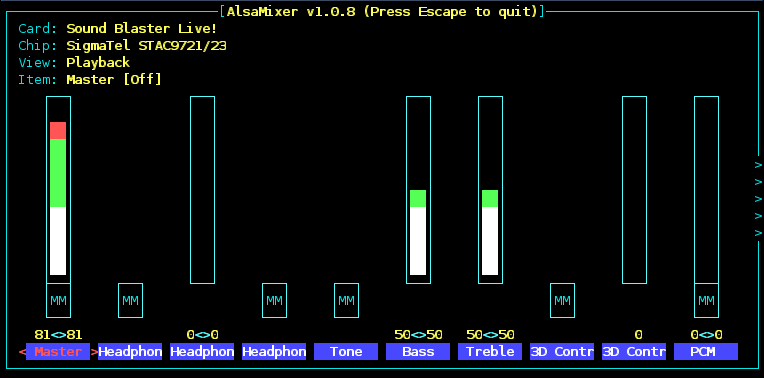 [AlsaMixer v1.0.8 (Press Escape to quit)]
Card: Sound Blaster Live!
Chip: SigmaTel STAC9721/23
View: Playback
Item: Master [Off]
>
>
>
>
>
MM MM MM MM MM MM
81<>81 0<>0 50<>50 50<>50 0 0<>0
< Master > Headphon Headphon Headphon Tone Bass Treble 3D Contr 3D Contr PCM